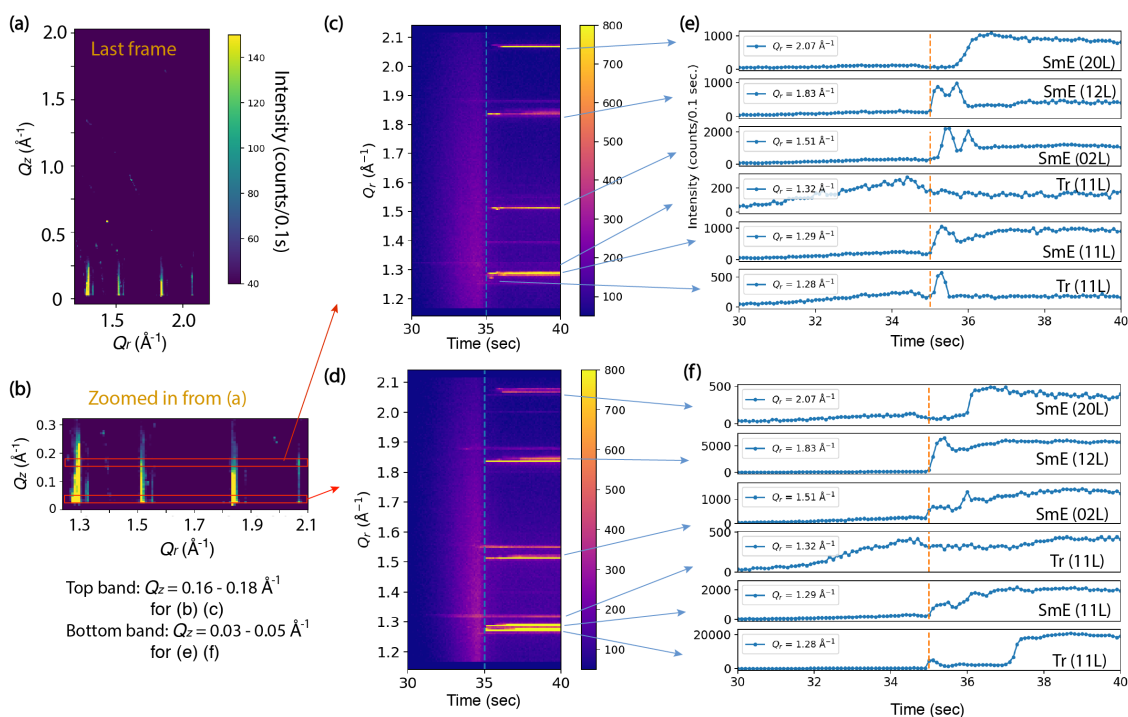 (a)
Last frame
2.0
1.5
1.0
0.5
0
Qz (Å-1)
1.5
2.0
Qr (Å-1)
140
120
100
80
60
40
Intensity (counts/0.1s)
(b)
Zoomed in from (a)
0.3
0.2
0.1
0
Qz (Å-1)
1.3
1.5
1.7
1.9
2.1
Qr (Å-1)
Top band: Qz = 0.16 - 0.18 Å-1
for (b) (c)
Bottom band: Qz = 0.03 - 0.05 Å-1
for (e) (f)
(c)
2.1
2.0
1.9
1.8
1.7
1.6
1.5
1.4
1.3
1.2
Qr (Å-1)
30
35
40
Time (sec)
800
700
600
500
400
300
200
100
(d)
2.1
2.0
1.9
1.8
1.7
1.6
1.5
1.4
1.3
1.2
Qr (Å-1)
30
35
40
Time (sec)
800
700
600
500
400
300
200
100
(e)
Intensity (counts/0.1 sec.)
1000
0
Qr = 2.07 Å-1
SmE (20L)
1000
0
Qr = 1.83 Å-1
SmE (12L)
2000
0
Qr = 1.51 Å-1
SmE (02L)
200
0
Qr = 1.32 Å-1
Tr (11L)
1000
0
Qr = 1.29 Å-1
SmE (11L)
500
0
Qr = 1.28 Å-1
Tr (11L)
30
32
34
36
38
40
Time (sec)
(f)
500
0
Qr = 2.07 Å-1
SmE (20L)
5000
0
Qr = 1.83 Å-1
SmE (12L)
1000
0
Qr = 1.51 Å-1
SmE (02L)
500
0
Qr = 1.32 Å-1
Tr (11L)
2000
0
Qr = 1.29 Å-1
SmE (11L)
20000
0
Qr = 1.28 Å-1
Tr (11L)
30
32
34
36
38
40
Time (sec)